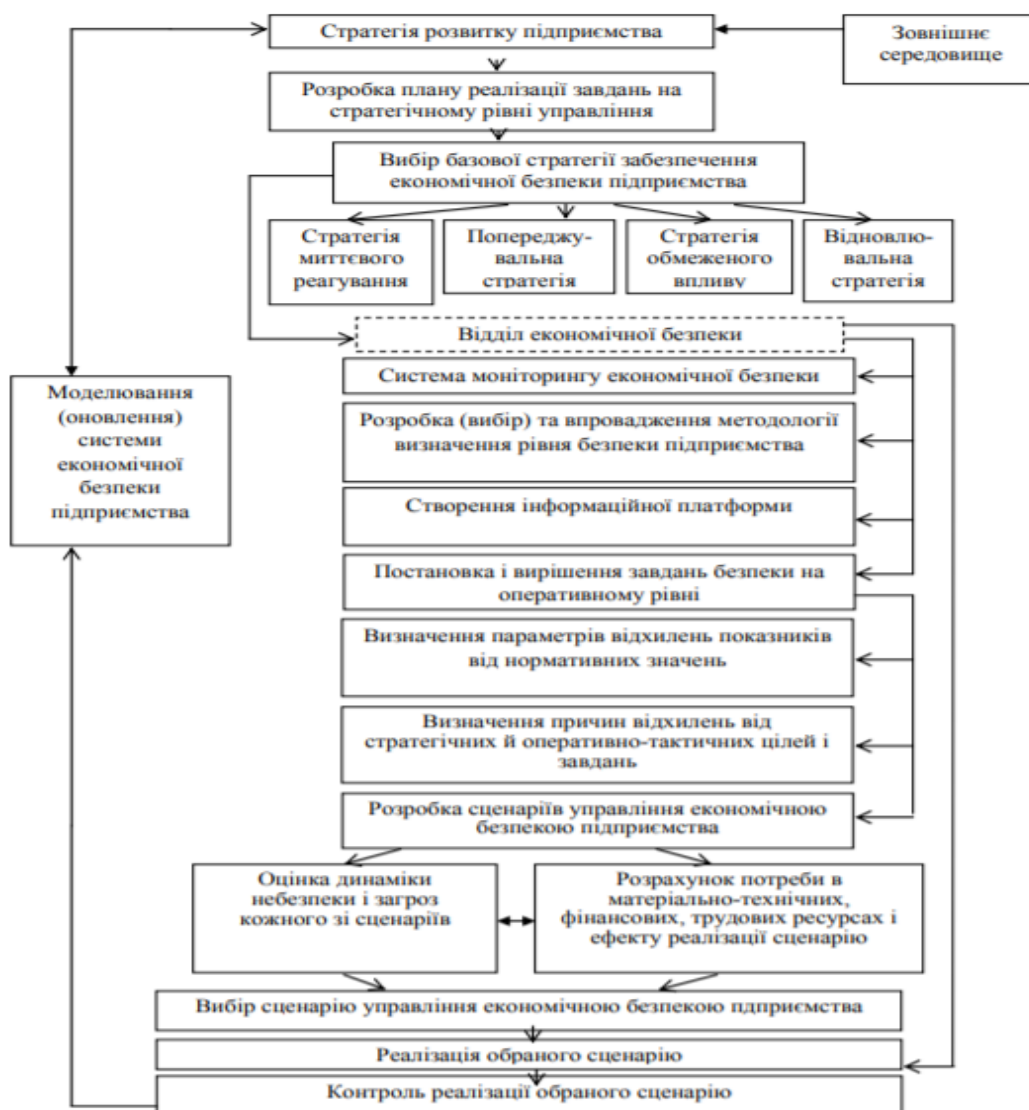 Стратегія розвитку підприємства
Зовнішнє
середовище
Розробка плану реалізації завдань на
стратегічному рівні управління
Вибір базової стратегії забезпечення
економічної безпеки підприємства
Стратегія
миттєвого
реагування
Попереджу-
вальна
стратегія
Стратегія
обмеженого
впливу
Відновлю-
вальна
стратегія
Відділ економічної безпеки
Система моніторингу економічної безпеки
Моделювання
(оновлення)
системи
економічної
безпеки
підприємства
Розробка (вибір) та впровадження методології
визначення рівня безпеки підприємства
Створення інформаційної платформи
Постановка і вирішення завдань безпеки на
оперативному рівні
Визначення параметрів відхилень показників
від нормативних значень
Визначення причин відхилень від
стратегічних й оперативно-тактичних цілей і
завдань
Розробка сценаріїв управління економічною
безпекою підприємства
Оцінка динаміки
небезпеки і загроз
кожного зі сценаріїв
Розрахунок потреби в
матеріально-технічних,
фінансових, трудових ресурсах і
ефекту реалізації сценарію
Вибір сценарію управління економічною безпекою пдприємства
Реалізація обраного сценарію
Контроль реалізації обраного сценарію